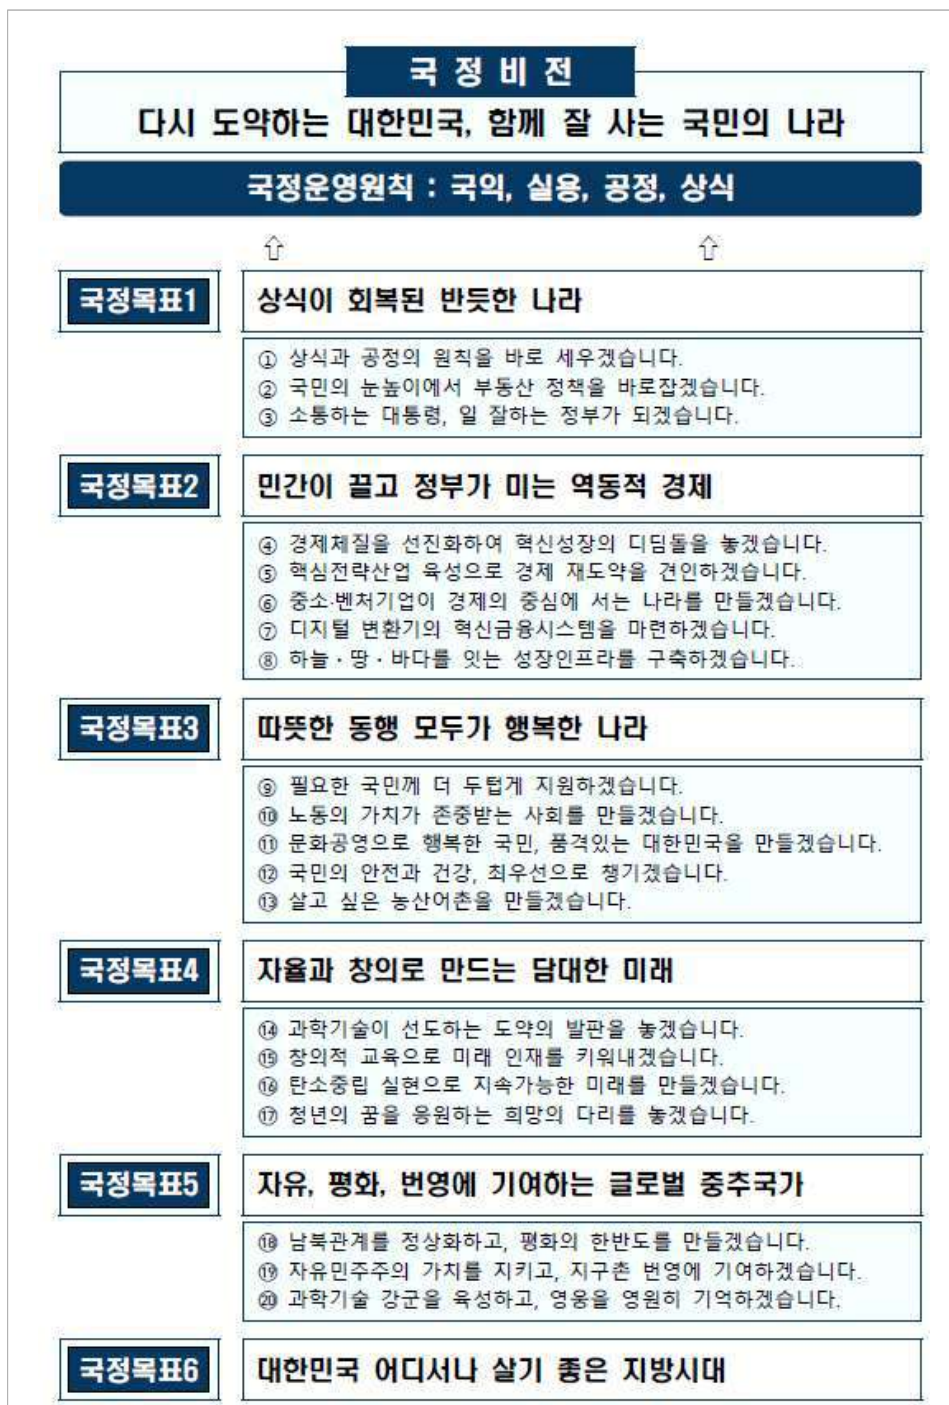 국정비전
다시 도약하는 대한민국, 함께 잘 사는 국민의 나라
국정운영원칙 : 국익, 실용, 공정, 상식
⇧ ⇧
국정목표1 상식이 회복된 반듯한 나라
① 상식과 공정의 원칙을 바로 세우겠습니다.
② 국민의 눈높이에서 부동산 정책을 바로잡겠습니다.
③ 소통하는 대통령, 일 잘하는 정부가 되겠습니다.
국정목표2 민간이 끌고 정부가 미는 역동적 경제
④ 경제체질을 선진화하여 혁신성장의 디딤돌을 놓겠습니다.
⑤ 핵심전략산업 육성으로 경제 재도약을 견인하겠습니다.
⑥ 중소·벤처기업이 경제의 중심에 서는 나라를 만들겠습니다.
⑦ 디지털 변환기의 혁신금융시스템을 마련하겠습니다.
⑧ 하늘·땅·바다를 잇는 성장인프라를 구축하겠습니다.
국정목표3 따뜻한 동행 모두가 행복한 나라
⑨ 필요한 국민께 더 두텁게 지원하겠습니다.
⑩ 노동의 가치가 존중받는 사회를 만들겠습니다.
⑪ 문화공영으로 행복한 국민, 품격있는 대한민국을 만들겠습니다.
⑫ 국민의 안전과 건강, 최우선으로 챙기겠습니다.
⑬ 살고 싶은 농산어촌을 만들겠습니다.
국정목표4 자율과 창의로 만드는 담대한 미래
⑭ 과학기술이 선도하는 도약의 발판을 놓겠습니다.
⑮ 창의적 교육으로 미래 인재를 키워내겠습니다.
⑯ 탄소중립 실현으로 지속가능한 미래를 만들겠습니다.
⑰ 청년의 꿈을 응원하는 희망의 다리를 놓겠습니다.
국정목표5 자유, 평화, 번영에 기여하는 글로벌 중추국가
⑱ 남북관계를 정상화하고, 평화의 한반도를 만들겠습니다.
⑲ 자유민주주의 가치를 지키고, 지구촌 번영에 기여하겠습니다.
⑳ 과학기술 강군을 육성하고, 영웅을 영원히 기억하겠습니다.
국정목표6 대한민국 어디서나 살기 좋은 지방시대